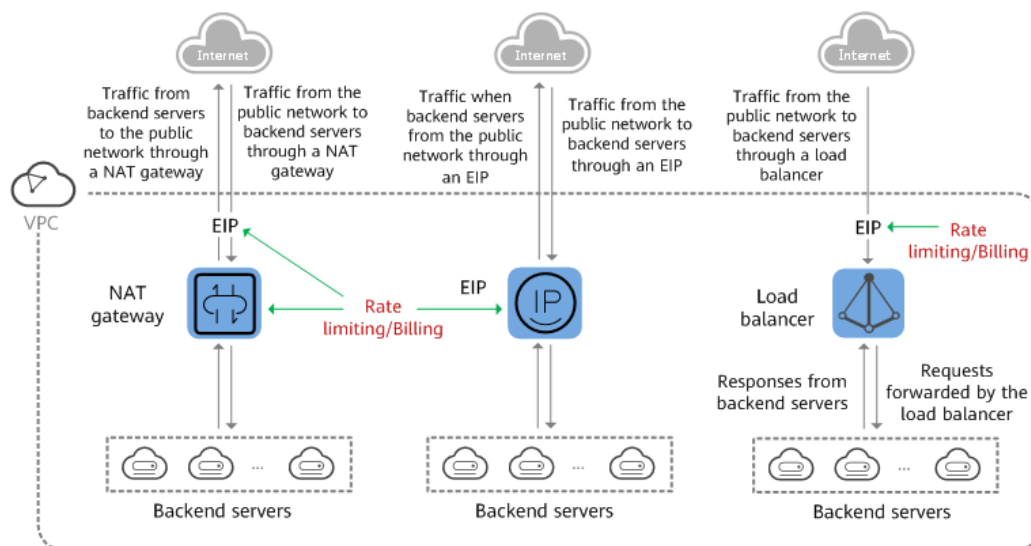 Internet
Internet
Internet
Traffic from
backend servers
to the public
network through
a NAT gateway
Traffic from the
public network to
backend servers
through a NAT
gateway
Traffic when
backend servers
from the public
network through
an EIP
Traffic from the
public network to
backend servers
through an EIP
Traffic from the
public network to
backend servers
through a load
balancer
VPC
EIP
EIP
Rate
limiting/Billing
NAT
gateway
Rate
limiting/Billing
EIP
IP
Load
balancer
Responses from
backend servers
Requests
forwarded by the
load balancer
...
...
...
Backend servers
Backend servers
Backend servers